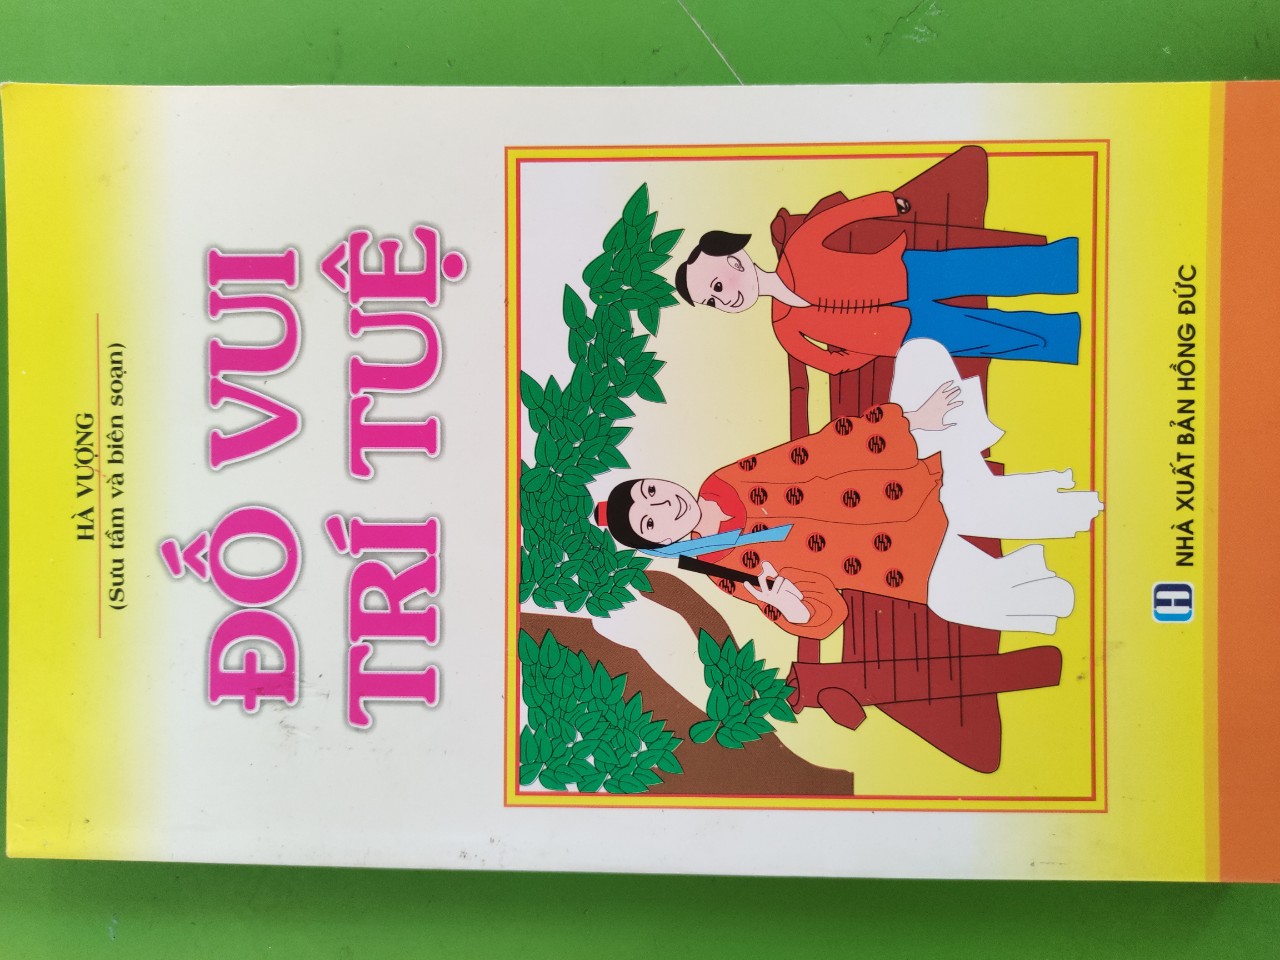 HÀ VƯỢNG
(Sưu tầm và biên soạn)
ĐỐ VUI
TRÍ TUỆ
NHÀ XUẤT BẢN HỒNG ĐỨC